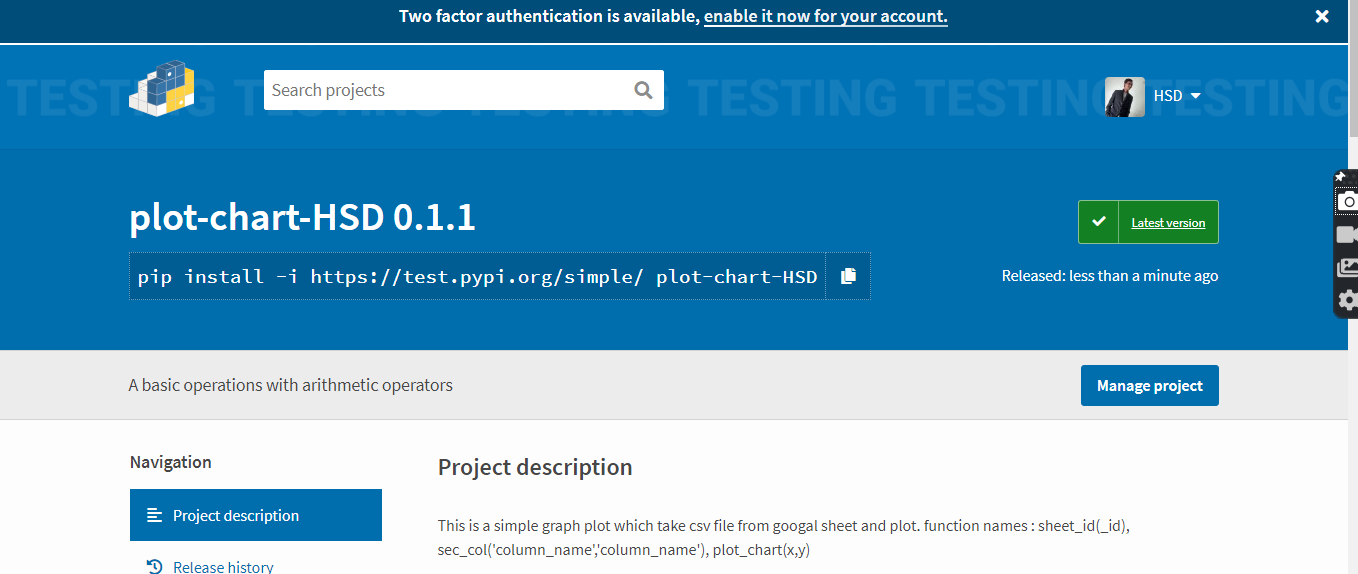 Two factor authentication is available, enable it now for your account.
TESTING TESTING TESTING TESTING TESTING TESTING
Search projects
HSD
plot-chart-HSD 0.1.1
Latest version
pip install -i https://test.pypi.org/simple/ plot-chart-HSD
Released: less than a minute ago
A basic operations with arithmetic operators
Manage project
Navigation
Project description
Project description
This is a simple graph plot which take csv file from googal sheet and plot. function names : sheet_id(_id),
sec_col('column_name','column_name'), plot_chart(x,y)
Release history